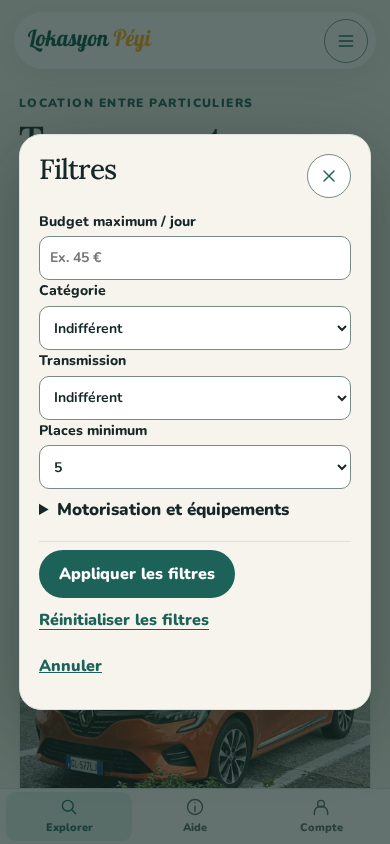 Lokasyon Péyi
LOCATION ENTRE PARTICULIERS
Filtres
Budget maximum / jour
Ex. 45 €
Catégorie
Indifférent
Transmission
Indifférent
Places minimum
5
Motorisation et équipements
Appliquer les filtres
Réinitialiser les filtres
Annuler
Explorer
Aide
Compte